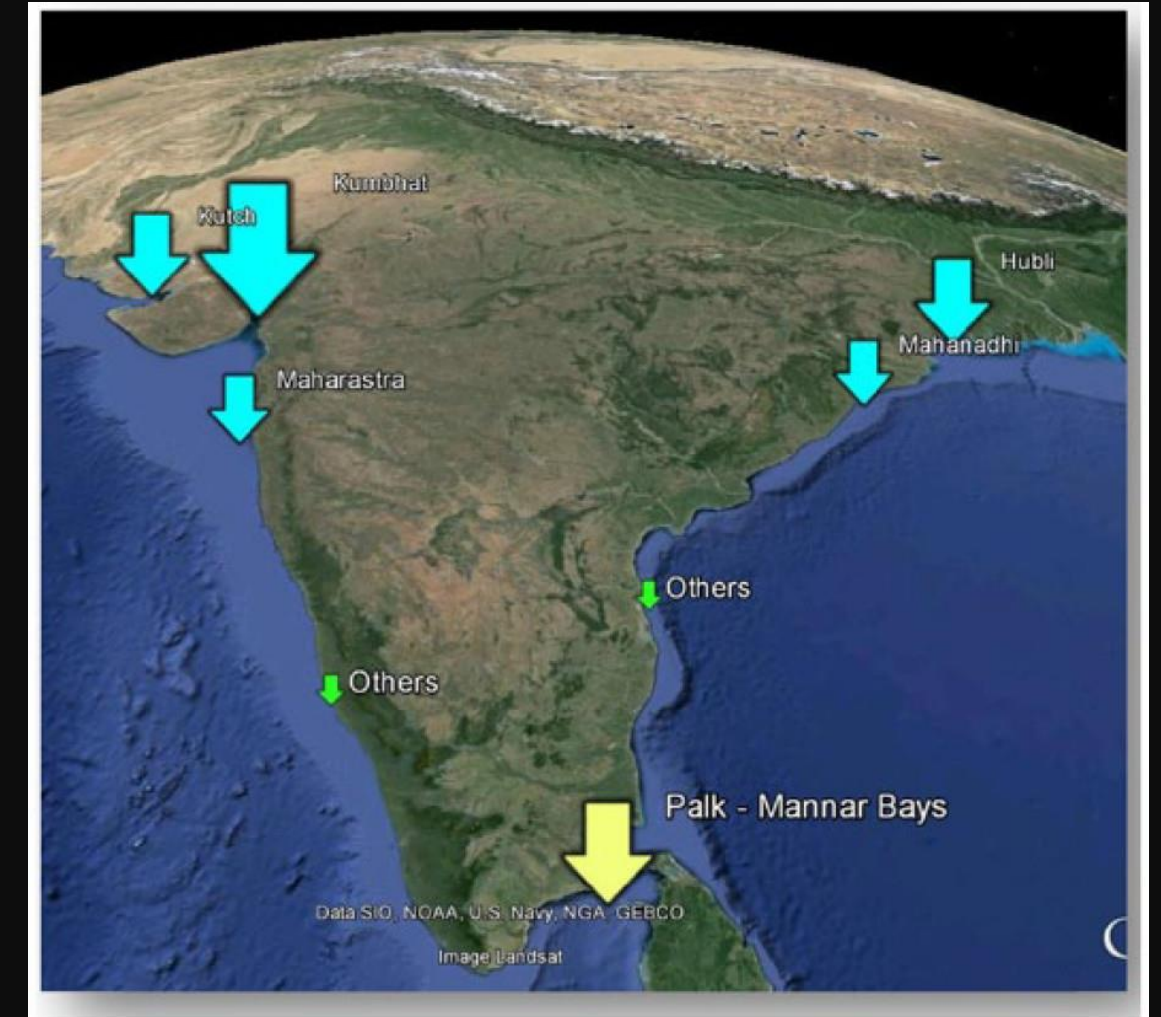 Kumbhat
Kutch
Hubli
Mahanadhi
Maharastra
Others
Others
Palk - Mannar Bays
Data SIO, NOAA, U.S. Navy, NGA, GEBCO
Image Landsat